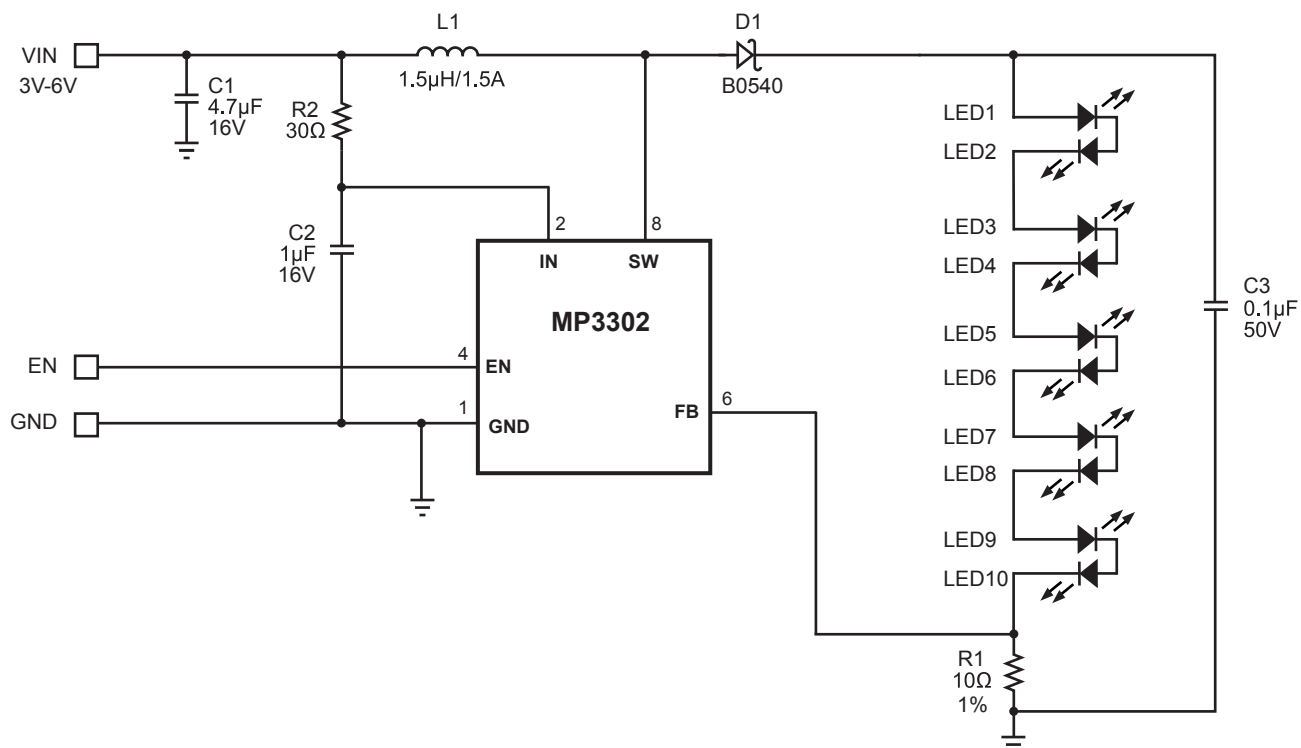 L1
D1
VIN
3V-6V
C1
4.7µF
16V
1.5µH/1.5A
B0540
R2
30Ω
LED1
LED2
C2
1µF
16V
2
8
IN
SW
MP3302
LED3
LED4
C3
0.1µF
50V
EN
4
EN
LED5
LED6
GND
1
GND
FB
6
LED7
LED8
LED9
LED10
R1
10Ω
1%